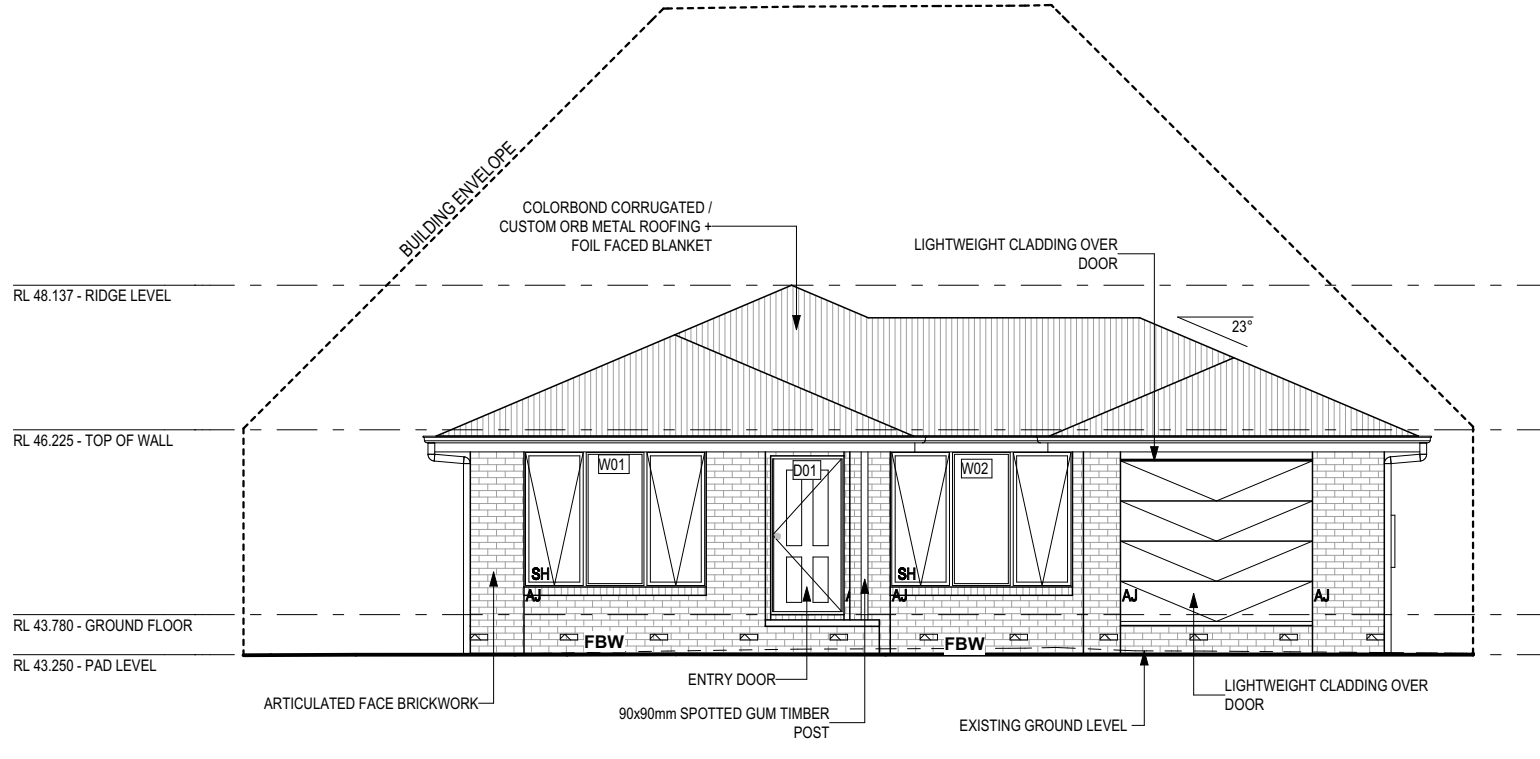 BUILDING ENVELOPE
COLORBOND CORRUGATED /
CUSTOM ORB METAL ROOFING +
FOIL FACED BLANKET
LIGHTWEIGHT CLADDING OVER
DOOR
RL 48.137 - RIDGE LEVEL
23°
RL 46.225 - TOP OF WALL
W01
D01
W02
SH
SH
AJ
AJ
AJ
AJ
RL 43.780 - GROUND FLOOR
FBW
FBW
RL 43.250 - PAD LEVEL
ARTICULATED FACE BRICKWORK
ENTRY DOOR
90x90mm SPOTTED GUM TIMBER
POST
EXISTING GROUND LEVEL
LIGHTWEIGHT CLADDING OVER
DOOR